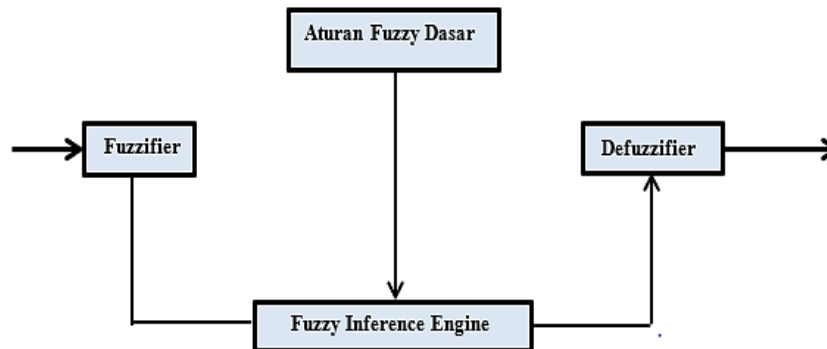 Aturan Fuzzy Dasar
Fuzzifier
Defuzzifier
Fuzzy Inference Engine